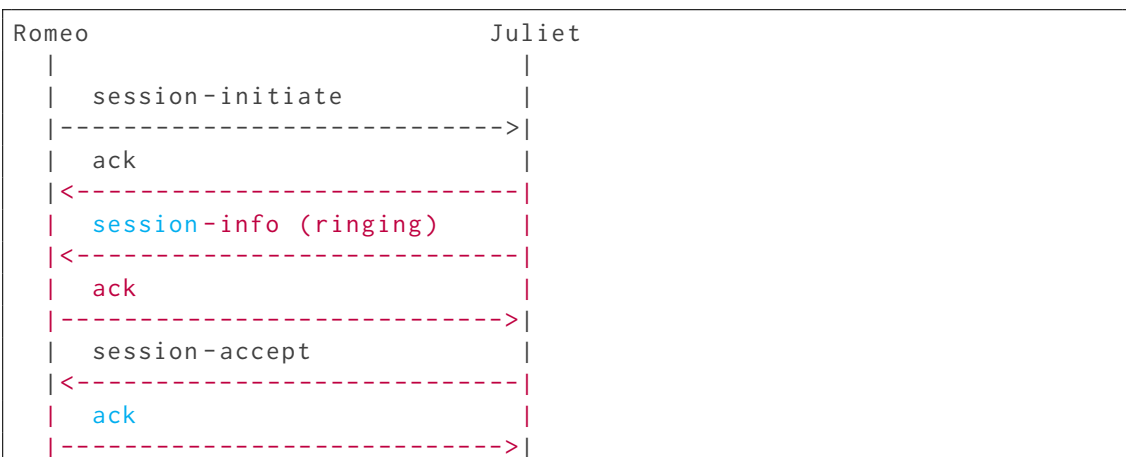 Romeo                         Juliet
  |                             |
  |  session-initiate           |
  |---------------------------->|
  |  ack                        |
  |<----------------------------|
  |  session-info (ringing)     |
  |<----------------------------|
  |  ack                        |
  |---------------------------->|
  |  session-accept             |
  |<----------------------------|
  |  ack                        |
  |---------------------------->|